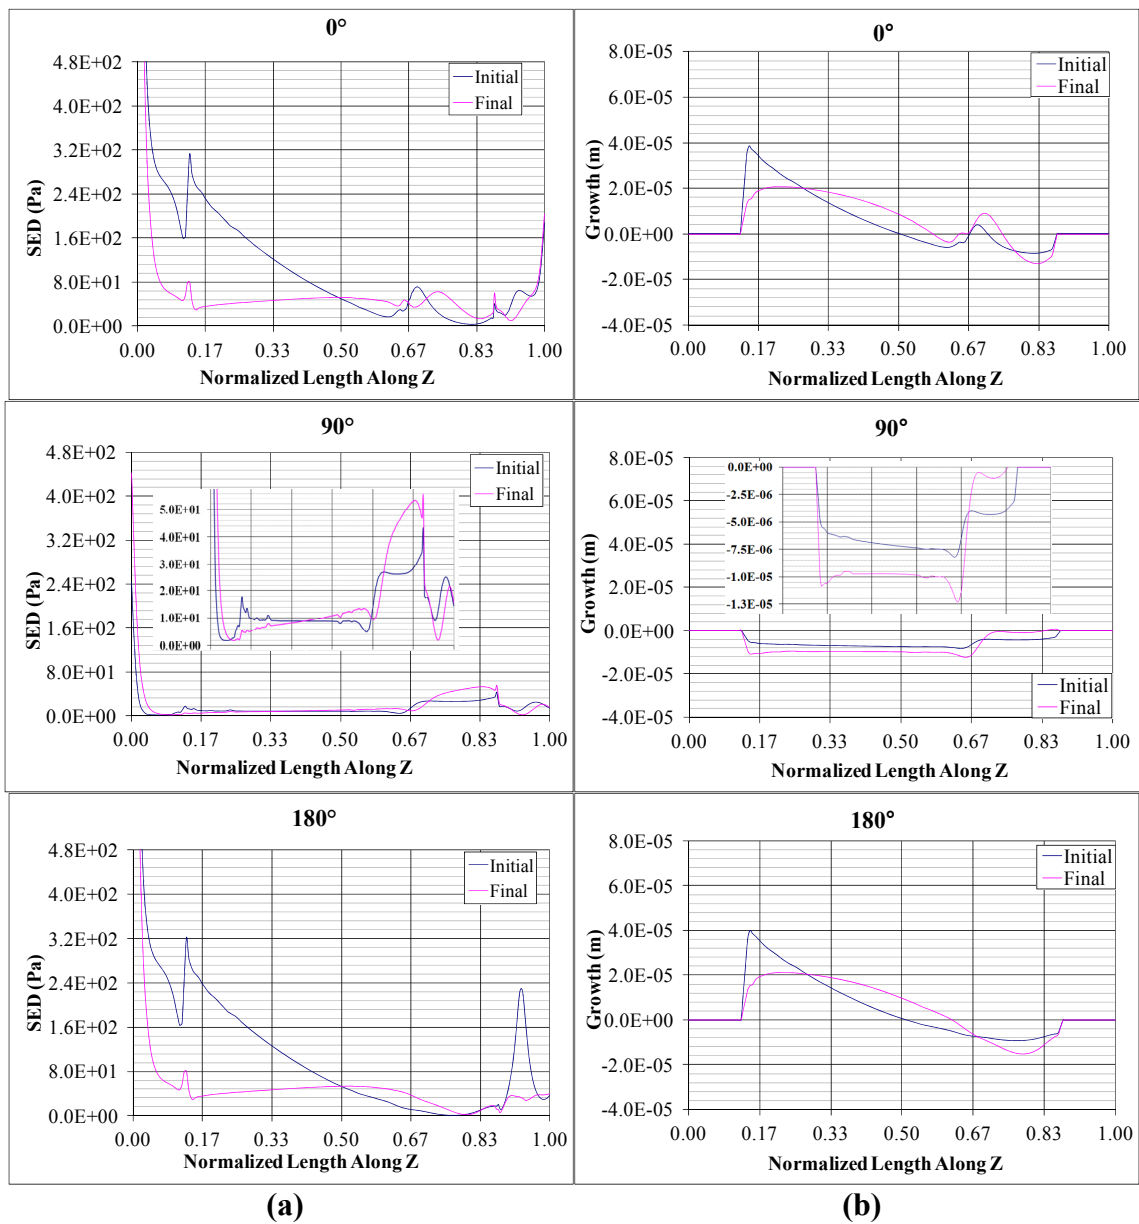 0°
4.8E+02
4.0E+02
3.2E+02
2.4E+02
1.6E+02
8.0E+01
0.0E+00
SED (Pa)
Initial
Final
0.00 0.17 0.33 0.50 0.67 0.83 1.00
Normalized Length Along Z
0°
8.0E-05
6.0E-05
4.0E-05
2.0E-05
0.0E+00
-2.0E-05
-4.0E-05
Growth (m)
Initial
Final
0.00 0.17 0.33 0.50 0.67 0.83 1.00
Normalized Length Along Z
90°
4.8E+02
4.0E+02
3.2E+02
2.4E+02
1.6E+02
8.0E+01
0.0E+00
SED (Pa)
Initial
Final
5.0E+01
4.0E+01
3.0E+01
2.0E+01
1.0E+01
0.0E+00
0.00 0.17 0.33 0.50 0.67 0.83 1.00
Normalized Length Along Z
90°
8.0E-05
6.0E-05
4.0E-05
2.0E-05
0.0E+00
-2.0E-05
-4.0E-05
Growth (m)
0.0E+00
-2.5E-06
-5.0E-06
-7.5E-06
-1.0E-05
-1.3E-05
Initial
Final
0.00 0.17 0.33 0.50 0.67 0.83 1.00
Normalized Length Along Z
180°
4.8E+02
4.0E+02
3.2E+02
2.4E+02
1.6E+02
8.0E+01
0.0E+00
SED (Pa)
Initial
Final
0.00 0.17 0.33 0.50 0.67 0.83 1.00
Normalized Length Along Z
180°
8.0E-05
6.0E-05
4.0E-05
2.0E-05
0.0E+00
-2.0E-05
-4.0E-05
Growth (m)
Initial
Final
0.00 0.17 0.33 0.50 0.67 0.83 1.00
Normalized Length Along Z
(a)
(b)